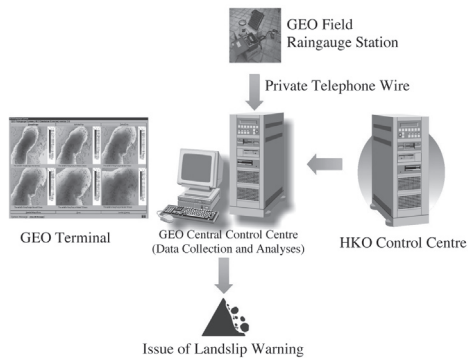 GEO Field
Raingauge Station
Private Telephone Wire
GEO Terminal
GEO Central Control Centre
(Data Collection and Analyses)
HKO Control Centre
Issue of Landslip Warning